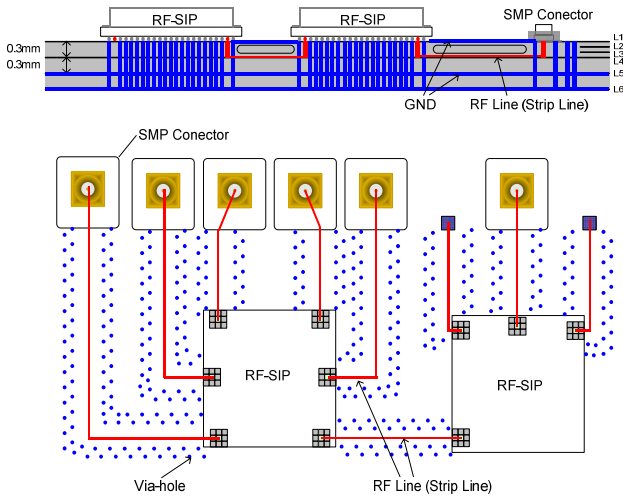 RF-SIP
RF-SIP
SMP Conector
L1
L2
L3
L4
L5
L6
0.3mm
0.3mm
GND
RF Line (Strip Line)
SMP Conector
RF-SIP
RF-SIP
Via-hole
RF Line (Strip Line)